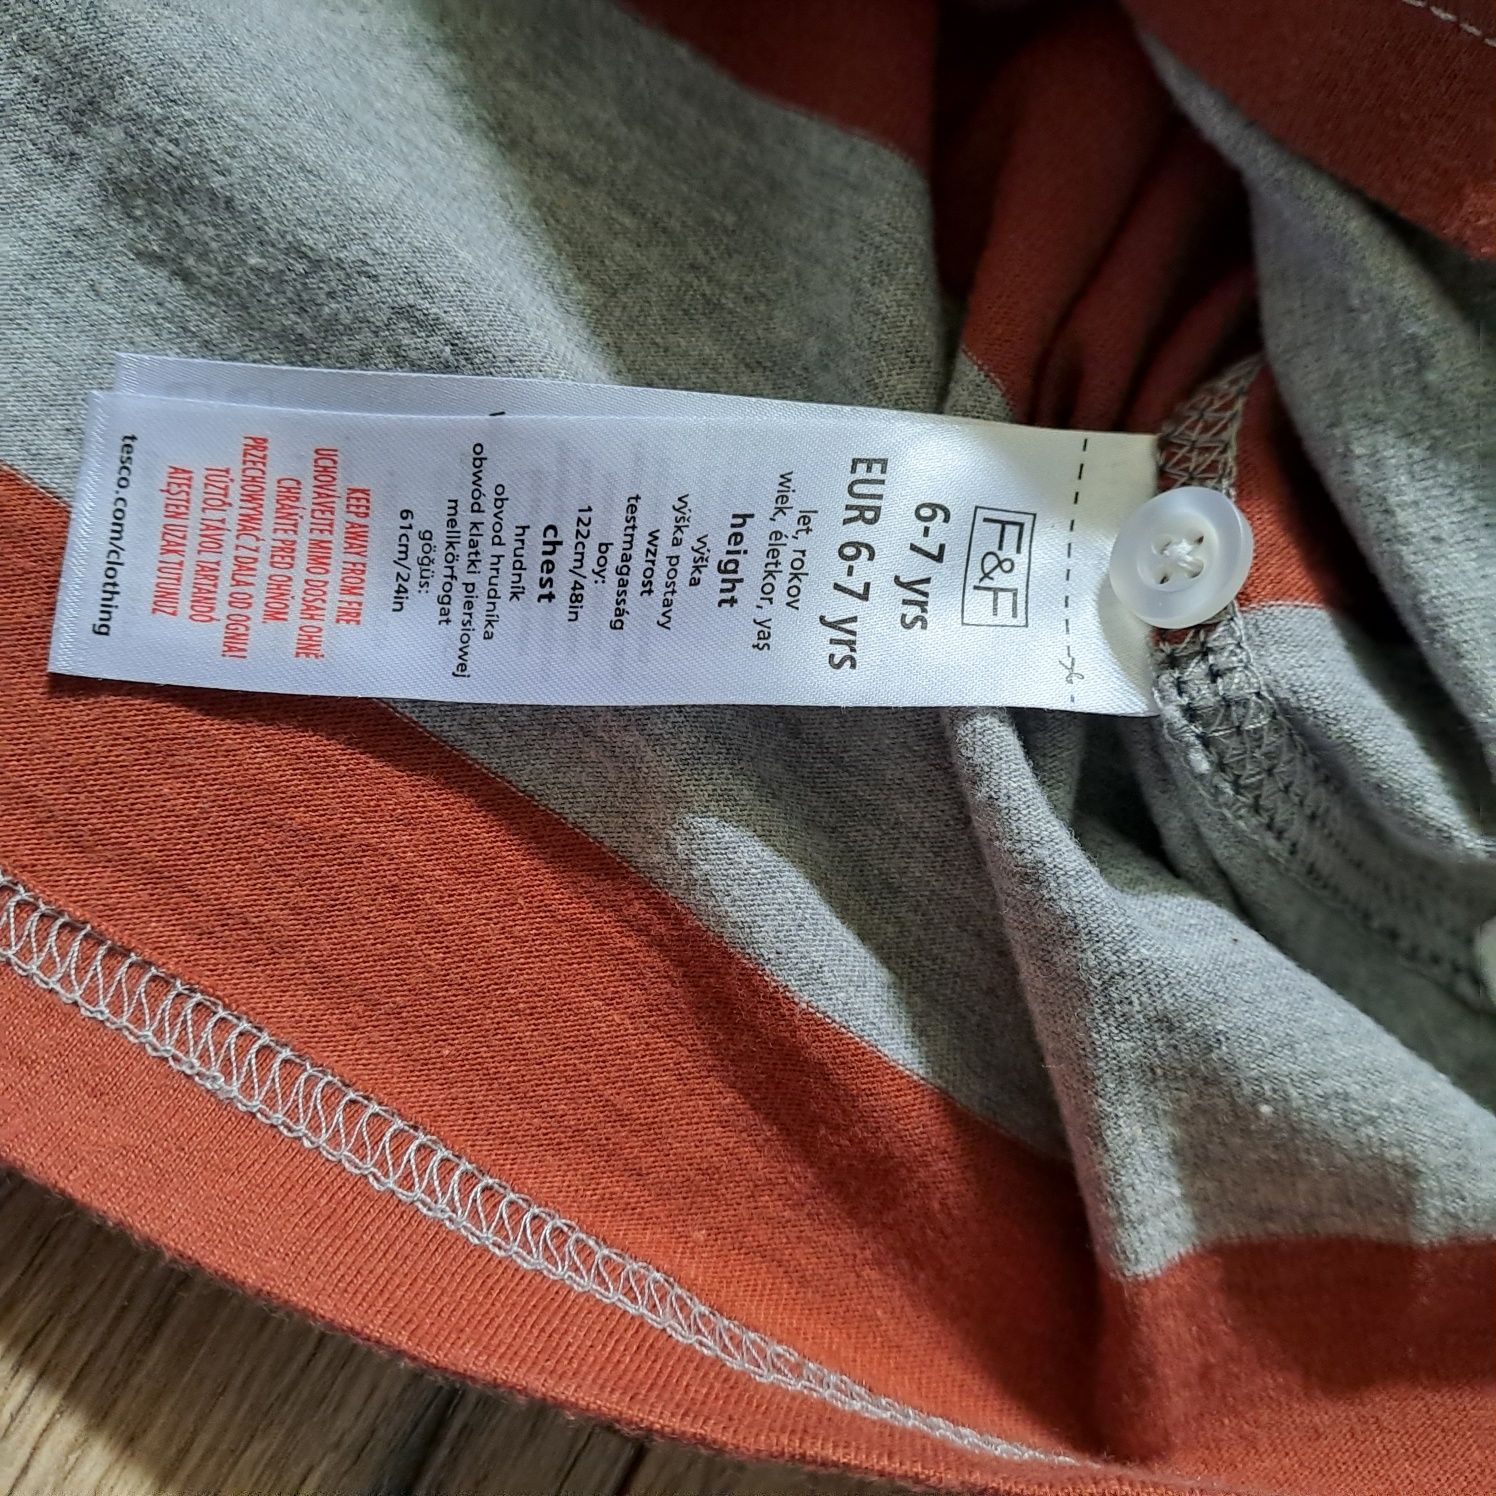 F&F
6-7 yrs
EUR 6-7 yrs
let, rokov
wiek, életkor, yaş
height
výška
výška postavy
wzrost
testmagasság
boy:
122cm/48in
chest
hrudník
obvod hrudníka
obwód klatki piersiowej
mellkörfogat
göğüs:
61cm/24in
KEEP AWAY FROM FIRE
UCHOVÁVEJTE MIMO DOSAH OHNĚ
CHRÁŇTE PRED OHŇOM
PRZECHOWYWAĆ Z DALA OD OGNIA!
TŰZTŐL TÁVOL TARTANDÓ
ATEŞTEN UZAK TUTUNUZ
tesco.com/clothing